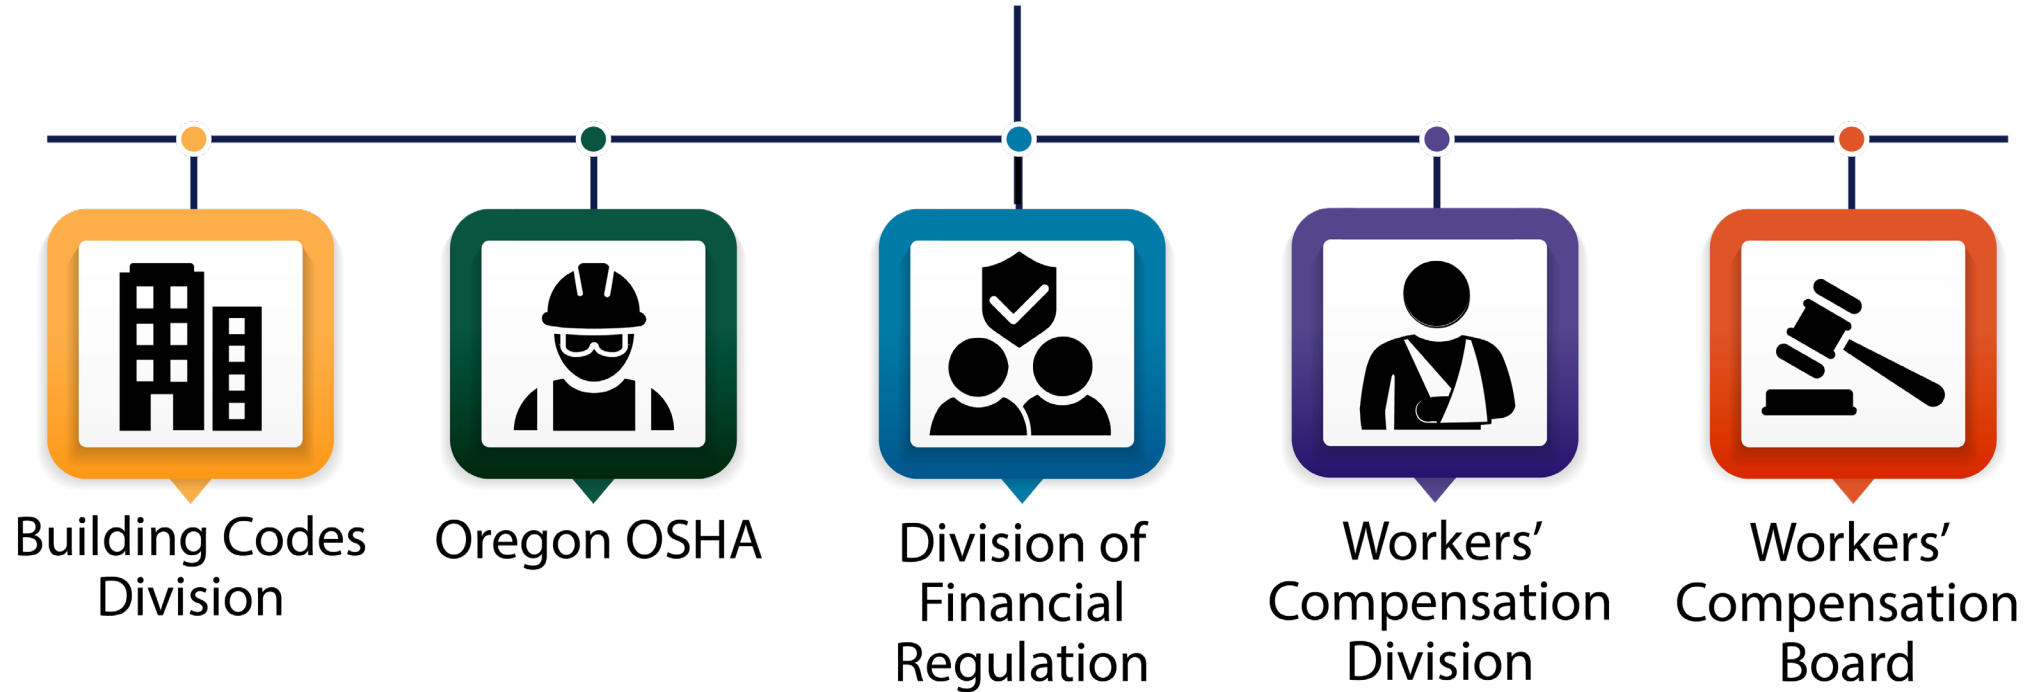 Building Codes
Division
Oregon OSHA
Division of
Financial
Regulation
Workers’
Compensation
Division
Workers’
Compensation
Board